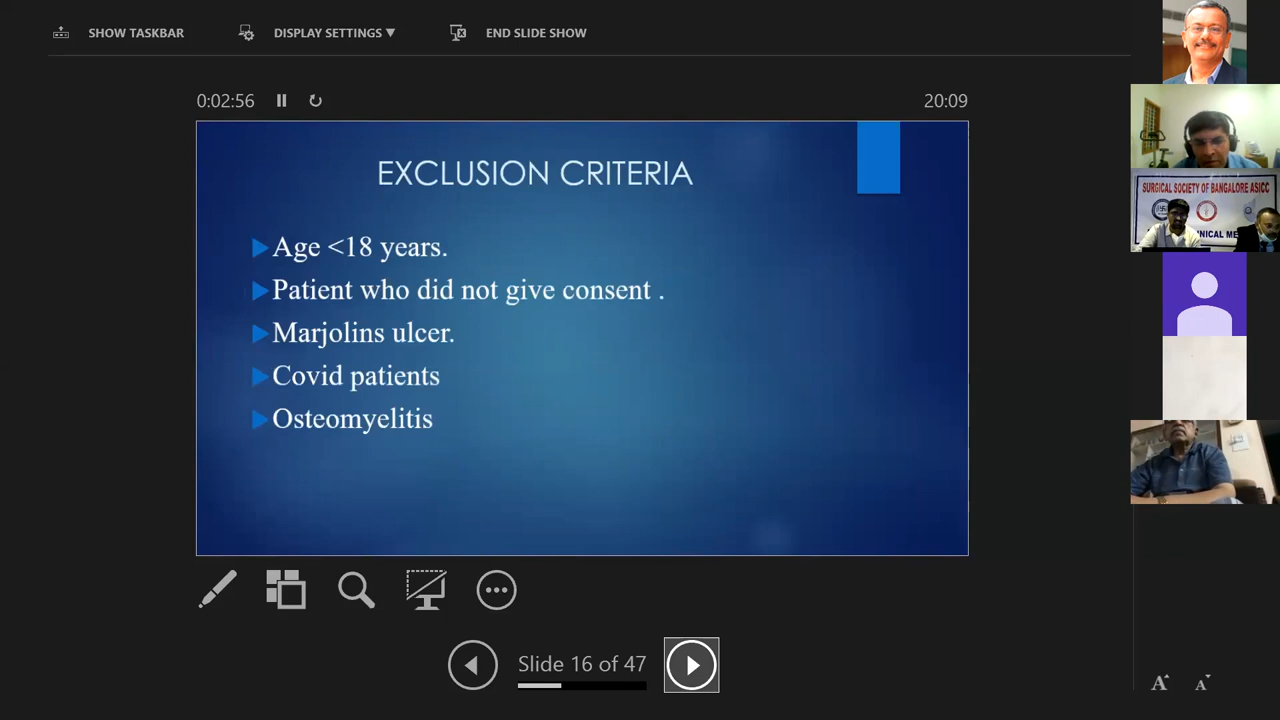 SHOW TASKBAR
DISPLAY SETTINGS ▼
END SLIDE SHOW
0:02:56
20:09
EXCLUSION CRITERIA
Age <18 years.
Patient who did not give consent .
Marjolins ulcer.
Covid patients
Osteomyelitis
Slide 16 of 47
A A
SURGICAL SOCIETY OF BANGALORE ASICC